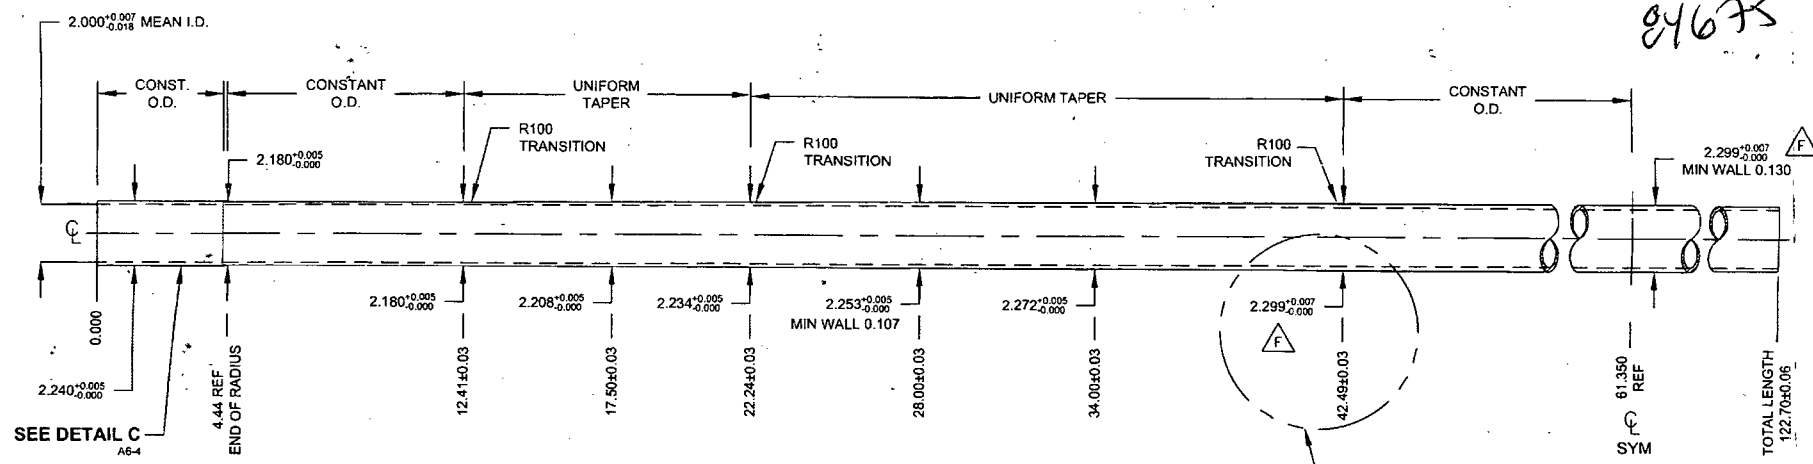 84675
2.000+0.007 -0.018 MEAN I.D.
CONST.
O.D.
CONSTANT
O.D.
UNIFORM
TAPER
UNIFORM TAPER
CONSTANT
O.D.
R100
TRANSITION
R100
TRANSITION
R100
TRANSITION
F
2.180+0.005 -0.000
2.299+0.007 -0.000
MIN WALL 0.130
CL
2.180+0.005 -0.000
2.208+0.005 -0.000
2.234+0.005 -0.000
2.253+0.005 -0.000
MIN WALL 0.107
2.272+0.005 -0.000
2.299+0.007 -0.000
F
0.000
2.240+0.005 -0.000
4.44 REF
END OF RADIUS
12.41±0.03
17.50±0.03
22.24±0.03
28.00±0.03
34.00±0.03
42.49±0.03
61.350
REF
CL
SYM
TOTAL LENGTH
122.70±0.06
SEE DETAIL C
A6-4